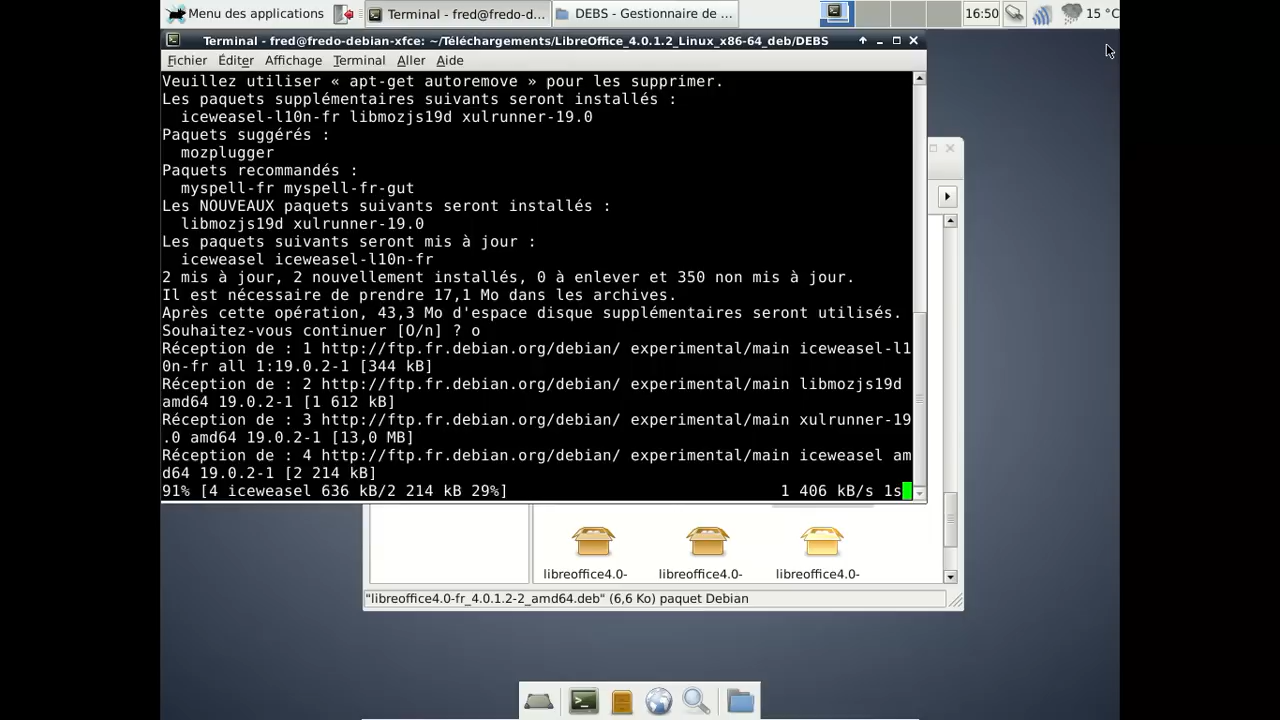 Menu des applications
Terminal - fred@fredo-d...
DEBS - Gestionnaire de ...
16:50
15 °C
Terminal - fred@fredo-debian-xfce: ~/Téléchargements/LibreOffice_4.0.1.2_Linux_x86-64_deb/DEBS
Fichier Éditer Affichage Terminal Aller Aide
Veuillez utiliser « apt-get autoremove » pour les supprimer.
Les paquets supplémentaires suivants seront installés :
iceweasel-l10n-fr libmozjs19d xulrunner-19.0
Paquets suggérés :
mozplugger
Paquets recommandés :
myspell-fr myspell-fr-gut
Les NOUVEAUX paquets suivants seront installés :
libmozjs19d xulrunner-19.0
Les paquets suivants seront mis à jour :
iceweasel iceweasel-l10n-fr
2 mis à jour, 2 nouvellement installés, 0 à enlever et 350 non mis à jour.
Il est nécessaire de prendre 17,1 Mo dans les archives.
Après cette opération, 43,3 Mo d'espace disque supplémentaires seront utilisés.
Souhaitez-vous continuer [O/n] ? o
Réception de : 1 http://ftp.fr.debian.org/debian/ experimental/main iceweasel-l1
0n-fr all 1:19.0.2-1 [344 kB]
Réception de : 2 http://ftp.fr.debian.org/debian/ experimental/main libmozjs19d
amd64 19.0.2-1 [1 612 kB]
Réception de : 3 http://ftp.fr.debian.org/debian/ experimental/main xulrunner-19
.0 amd64 19.0.2-1 [13,0 MB]
Réception de : 4 http://ftp.fr.debian.org/debian/ experimental/main iceweasel am
d64 19.0.2-1 [2 214 kB]
91% [4 iceweasel 636 kB/2 214 kB 29%] 1 406 kB/s 1s
libreoffice4.0- libreoffice4.0- libreoffice4.0-
"libreoffice4.0-fr_4.0.1.2-2_amd64.deb" (6,6 Ko) paquet Debian